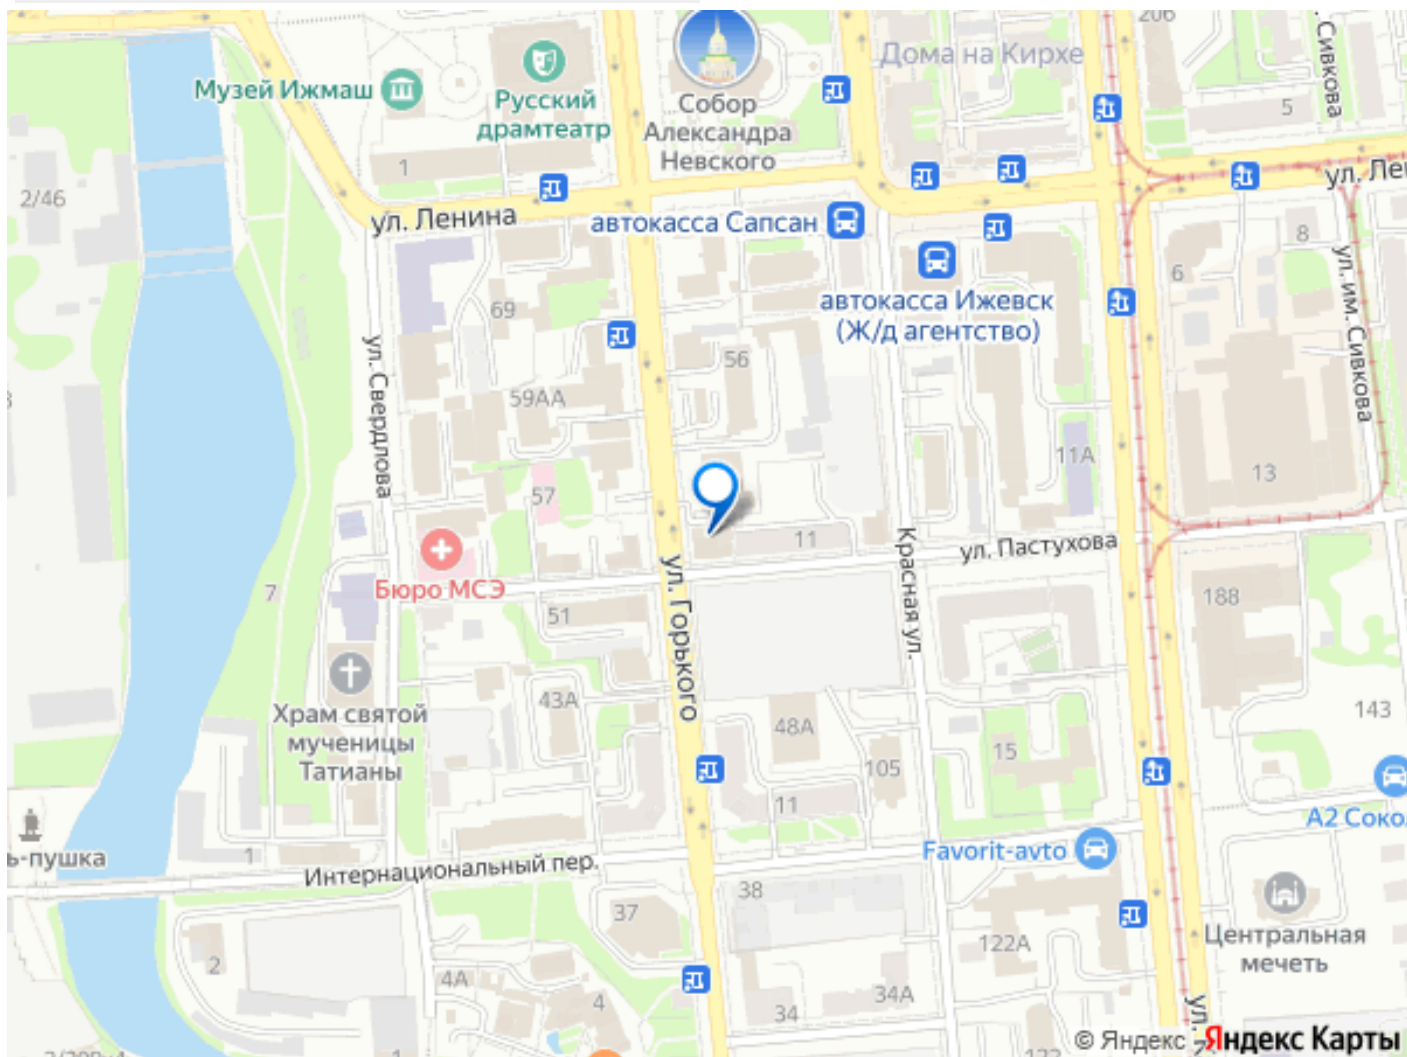 206
Сивкова
Дома на Кирхе
Музей Ижмаш
Русский
драмтеатр
Собор
Александра
Невского
5
1
2/46
ул. Ленина
автокасса Сапсан
8
6
автокасса Ижевск
(Ж/д агентство)
ул. им. Сивкова
69
ул. Свердлова
56
59АА
11А
13
57
11
Красная ул.
ул. Пастухова
Бюро МСЭ
ул. Горького
7
51
188
Храм святой
мученицы
Татианы
43А
48А
143
15
105
11
А2 Соко
ь-пушка
1
Интернациональный пер.
Favorit-avto
38
37
Центральная
мечеть
122А
2
4А
4
34А
34
ул.
© Яндекс Яндекс Карты
1